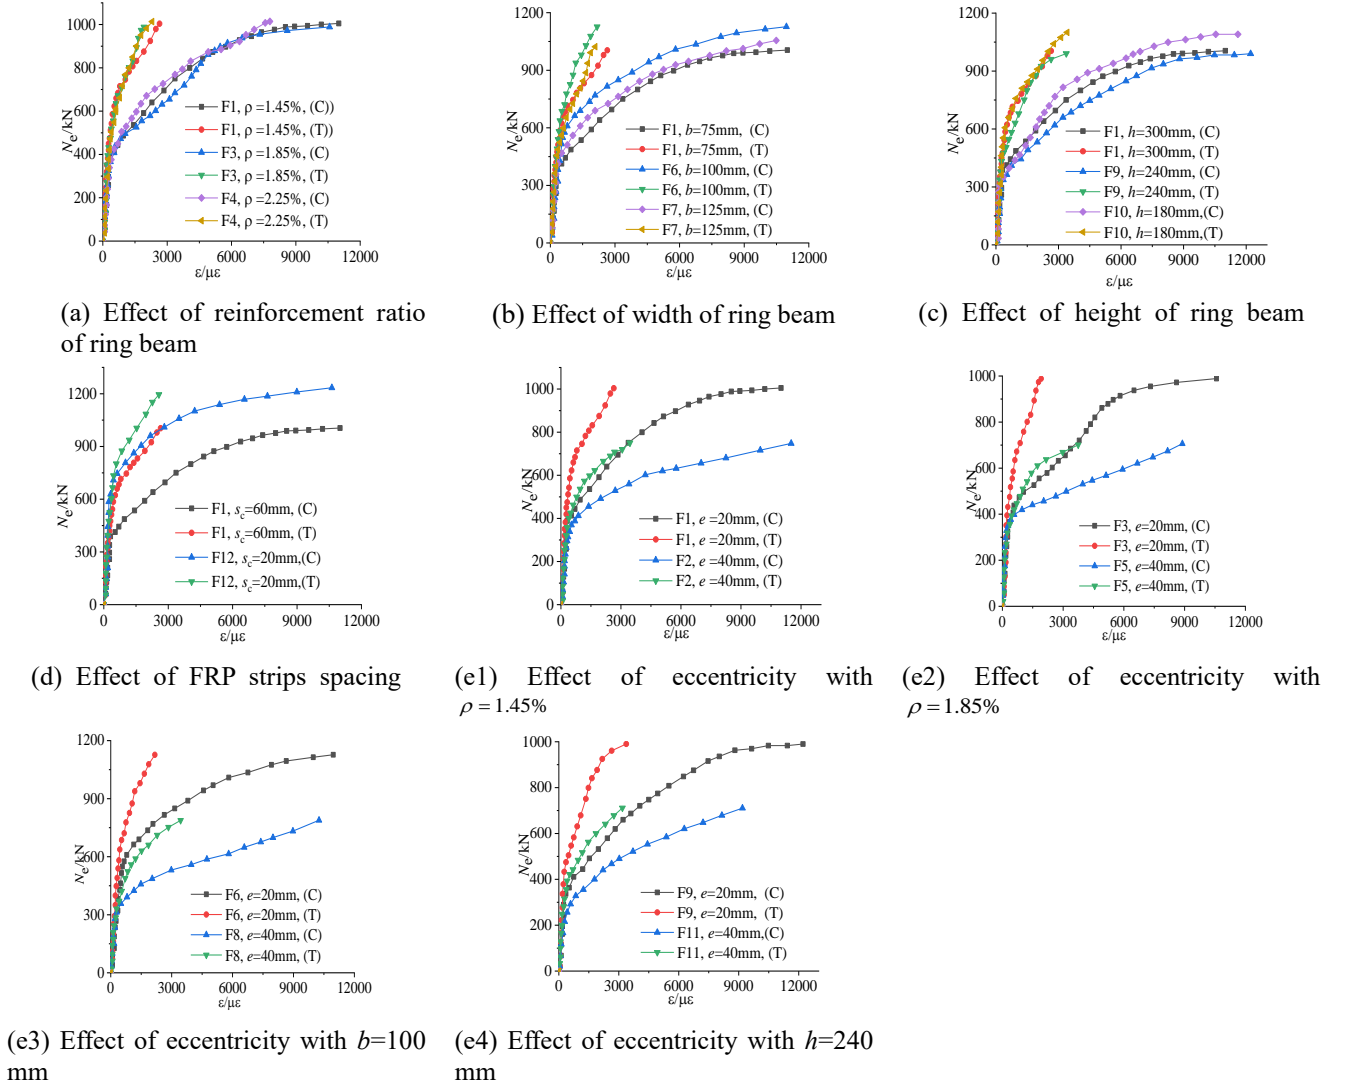 1000
800
600
400
200
0
Ne/kN
F1, ρ =1.45%, (C))
F1, ρ =1.45%, (T))
F3, ρ =1.85%, (C)
F3, ρ =1.85%, (T)
F4, ρ =2.25%, (C)
F4, ρ =2.25%, (T)
0 3000 6000 9000 12000
ε/με
(a) Effect of reinforcement ratio
of ring beam
1200
900
600
300
0
Ne/kN
F1, b=75mm, (C)
F1, b=75mm, (T)
F6, b=100mm, (C)
F6, b=100mm, (T)
F7, b=125mm, (C)
F7, b=125mm, (T)
0 3000 6000 9000 12000
ε/με
(b) Effect of width of ring beam
1200
900
600
300
0
Ne/kN
F1, h=300mm, (C)
F1, h=300mm, (T)
F9, h=240mm, (C)
F9, h=240mm, (T)
F10, h=180mm,(C)
F10, h=180mm,(T)
0 3000 6000 9000 12000
ε/με
(c) Effect of height of ring beam
1200
900
600
300
0
Ne/kN
F1, sc=60mm, (C)
F1, sc=60mm, (T)
F12, sc=20mm,(C)
F12, sc=20mm,(T)
0 3000 6000 9000 12000
ε/με
(d) Effect of FRP strips spacing
1000
800
600
400
200
0
Ne/kN
F1, e =20mm, (C)
F1, e =20mm, (T)
F2, e =40mm, (C)
F2, e =40mm, (T)
0 3000 6000 9000 12000
ε/με
(e1) Effect of eccentricity with
ρ = 1.45%
1000
800
600
400
200
0
Ne/kN
F3, e=20mm, (C)
F3, e=20mm, (T)
F5, e=40mm, (C)
F5, e=40mm, (T)
0 3000 6000 9000 12000
ε/με
(e2) Effect of eccentricity with
ρ = 1.85%
1200
900
600
300
0
Ne/kN
F6, e=20mm, (C)
F6, e=20mm, (T)
F8, e=40mm, (C)
F8, e=40mm, (T)
0 3000 6000 9000 12000
ε/με
(e3) Effect of eccentricity with b=100
mm
1000
800
600
400
200
0
Ne/kN
F9, e=20mm, (C)
F9, e=20mm, (T)
F11, e=40mm,(C)
F11, e=40mm, (T)
0 3000 6000 9000 12000
ε/με
(e4) Effect of eccentricity with h=240
mm